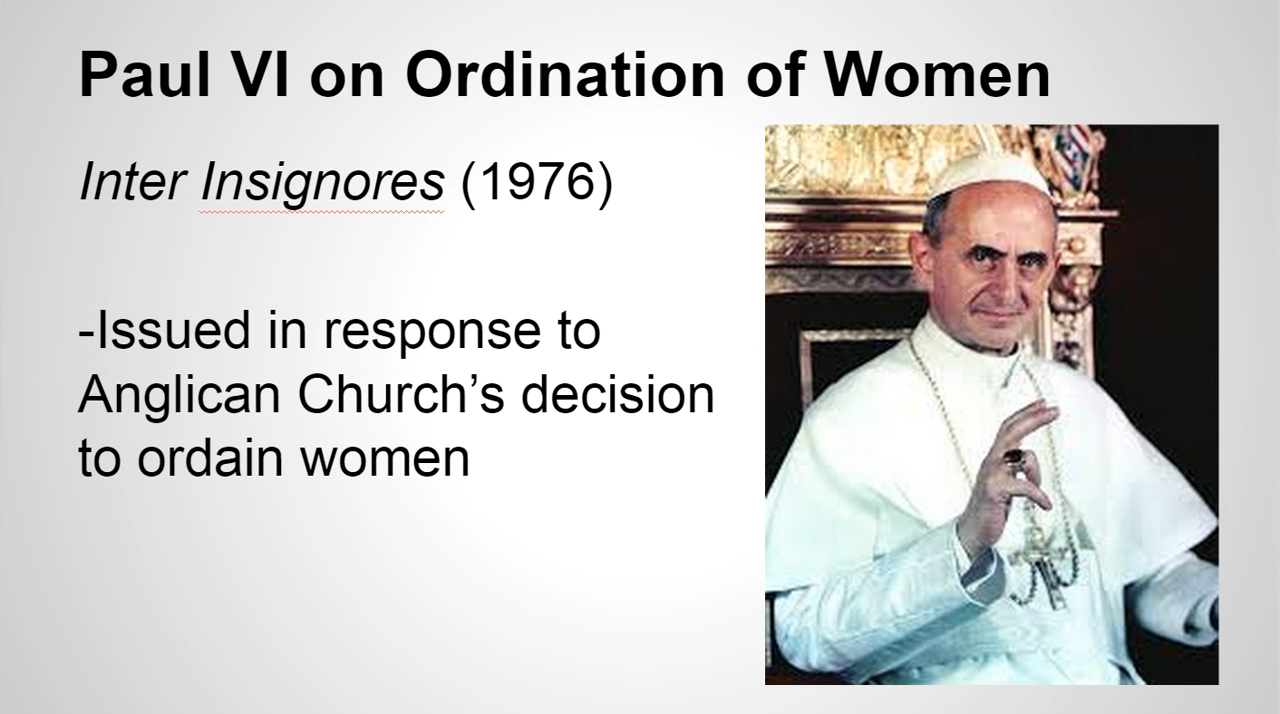 Paul VI on Ordination of Women
Inter Insignores (1976)
-Issued in response to
Anglican Church’s decision
to ordain women